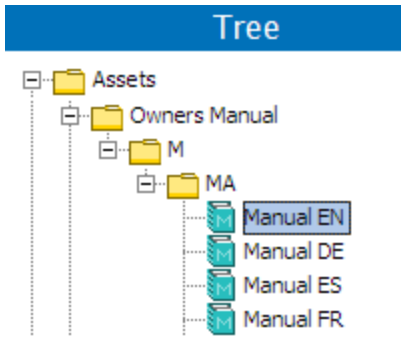 Tree
Assets
Owners Manual
M
MA
Manual EN
Manual DE
Manual ES
Manual FR